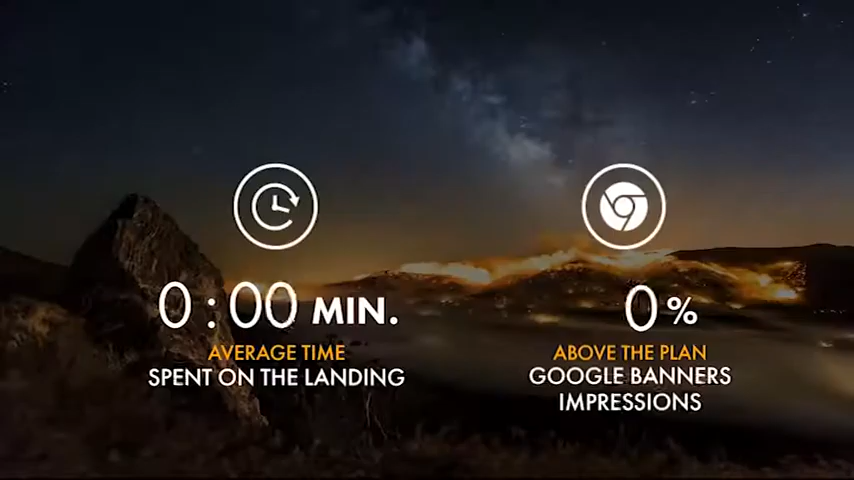 0:00 MIN.
AVERAGE TIME
SPENT ON THE LANDING
0%
ABOVE THE PLAN
GOOGLE BANNERS
IMPRESSIONS